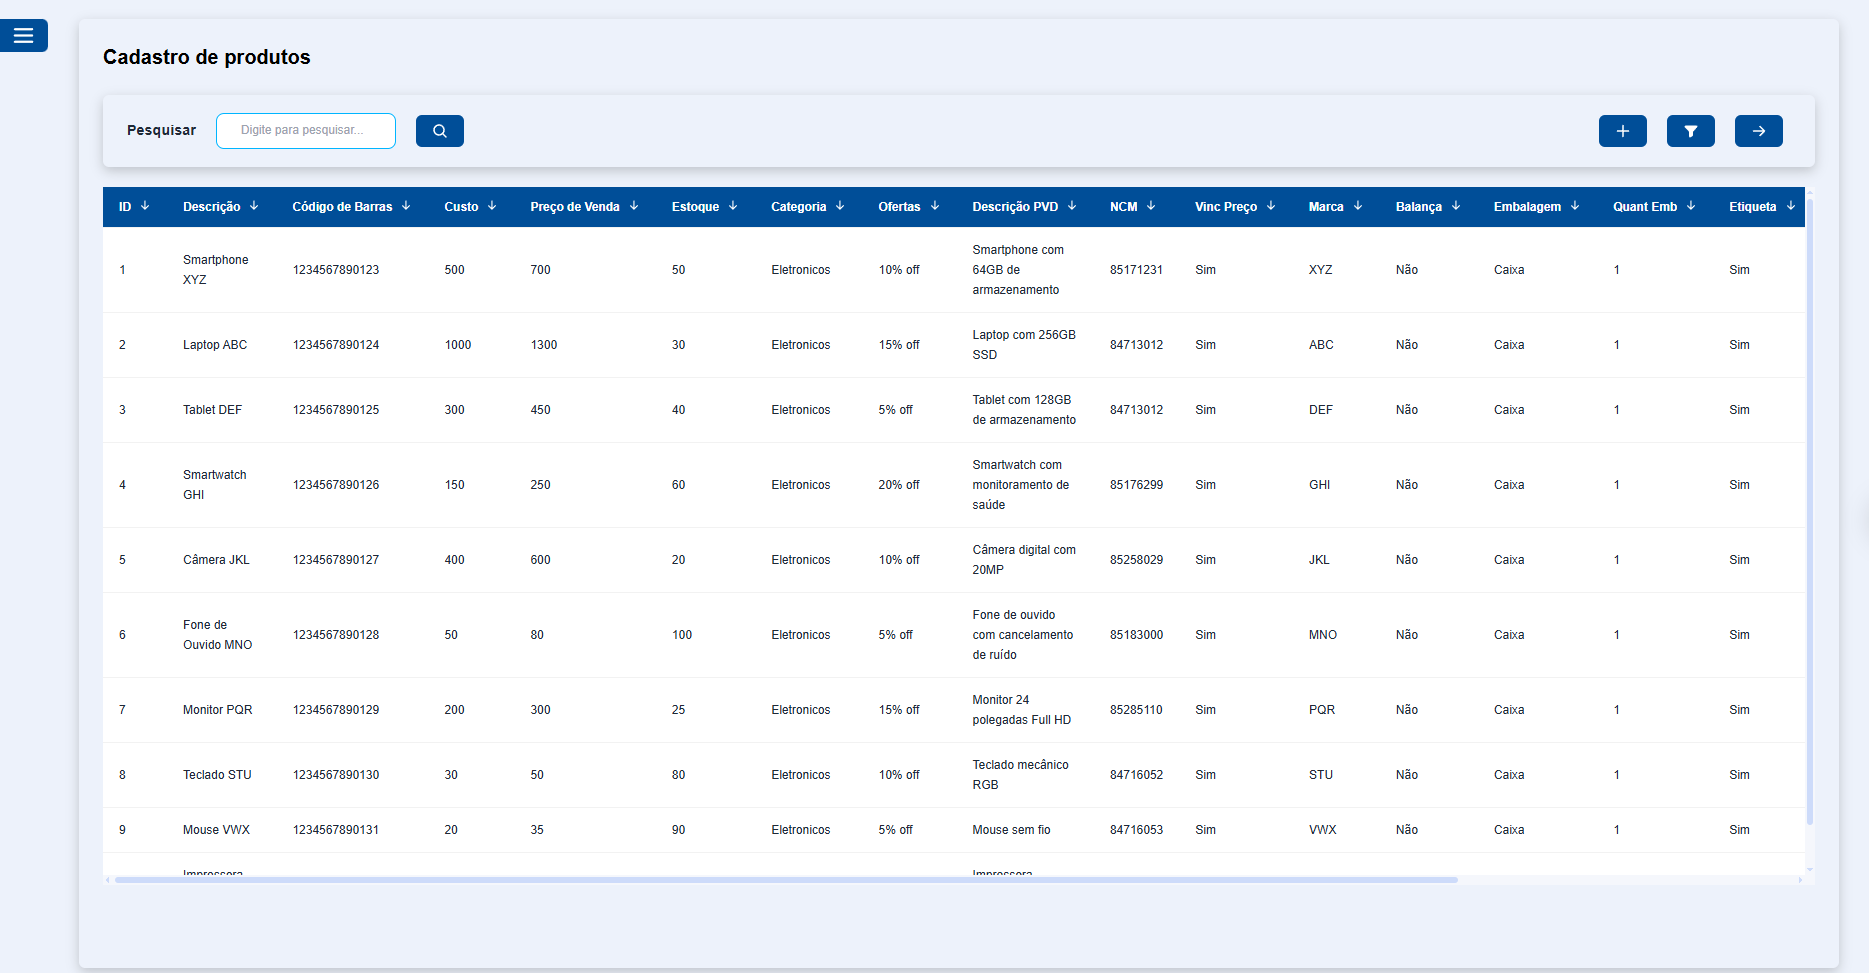 Cadastro de produtos
Pesquisar Digite para pesquisar...
ID Descrição Código de Barras Custo Preço de Venda Estoque Categoria Ofertas Descrição PVD NCM Vinc Preço Marca Balança Embalagem Quant Emb Etiqueta
1 Smartphone XYZ 1234567890123 500 700 50 Eletronicos 10% off Smartphone com 64GB de armazenamento 85171231 Sim XYZ Não Caixa 1 Sim
2 Laptop ABC 1234567890124 1000 1300 30 Eletronicos 15% off Laptop com 256GB SSD 84713012 Sim ABC Não Caixa 1 Sim
3 Tablet DEF 1234567890125 300 450 40 Eletronicos 5% off Tablet com 128GB de armazenamento 84713012 Sim DEF Não Caixa 1 Sim
4 Smartwatch GHI 1234567890126 150 250 60 Eletronicos 20% off Smartwatch com monitoramento de saúde 85176299 Sim GHI Não Caixa 1 Sim
5 Câmera JKL 1234567890127 400 600 20 Eletronicos 10% off Câmera digital com 20MP 85258029 Sim JKL Não Caixa 1 Sim
6 Fone de Ouvido MNO 1234567890128 50 80 100 Eletronicos 5% off Fone de ouvido com cancelamento de ruído 85183000 Sim MNO Não Caixa 1 Sim
7 Monitor PQR 1234567890129 200 300 25 Eletronicos 15% off Monitor 24 polegadas Full HD 85285110 Sim PQR Não Caixa 1 Sim
8 Teclado STU 1234567890130 30 50 80 Eletronicos 10% off Teclado mecânico RGB 84716052 Sim STU Não Caixa 1 Sim
9 Mouse VWX 1234567890131 20 35 90 Eletronicos 5% off Mouse sem fio 84716053 Sim VWX Não Caixa 1 Sim
Impressora Impressora